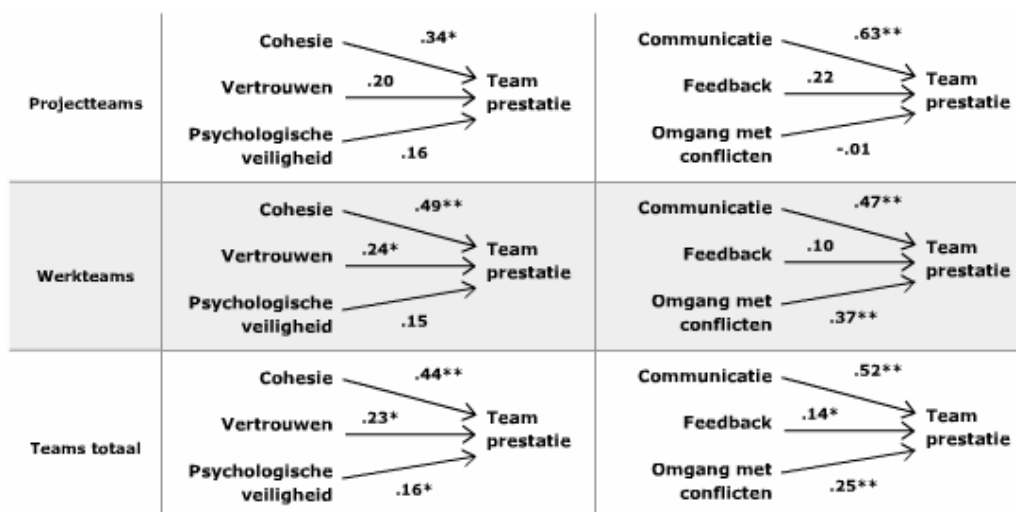 Projectteams
Cohesie
.34*
Vertrouwen
.20
Psychologische
veiligheid
.16
Team
prestatie
Communicatie
.63**
Feedback
.22
Omgang met
conflicten
-.01
Team
prestatie
Werkteams
Cohesie
.49**
Vertrouwen
.24*
Psychologische
veiligheid
.15
Team
prestatie
Communicatie
.47**
Feedback
.10
Omgang met
conflicten
.37**
Team
prestatie
Teams totaal
Cohesie
.44**
Vertrouwen
.23*
Psychologische
veiligheid
.16*
Team
prestatie
Communicatie
.52**
Feedback
.14*
Omgang met
conflicten
.25**
Team
prestatie